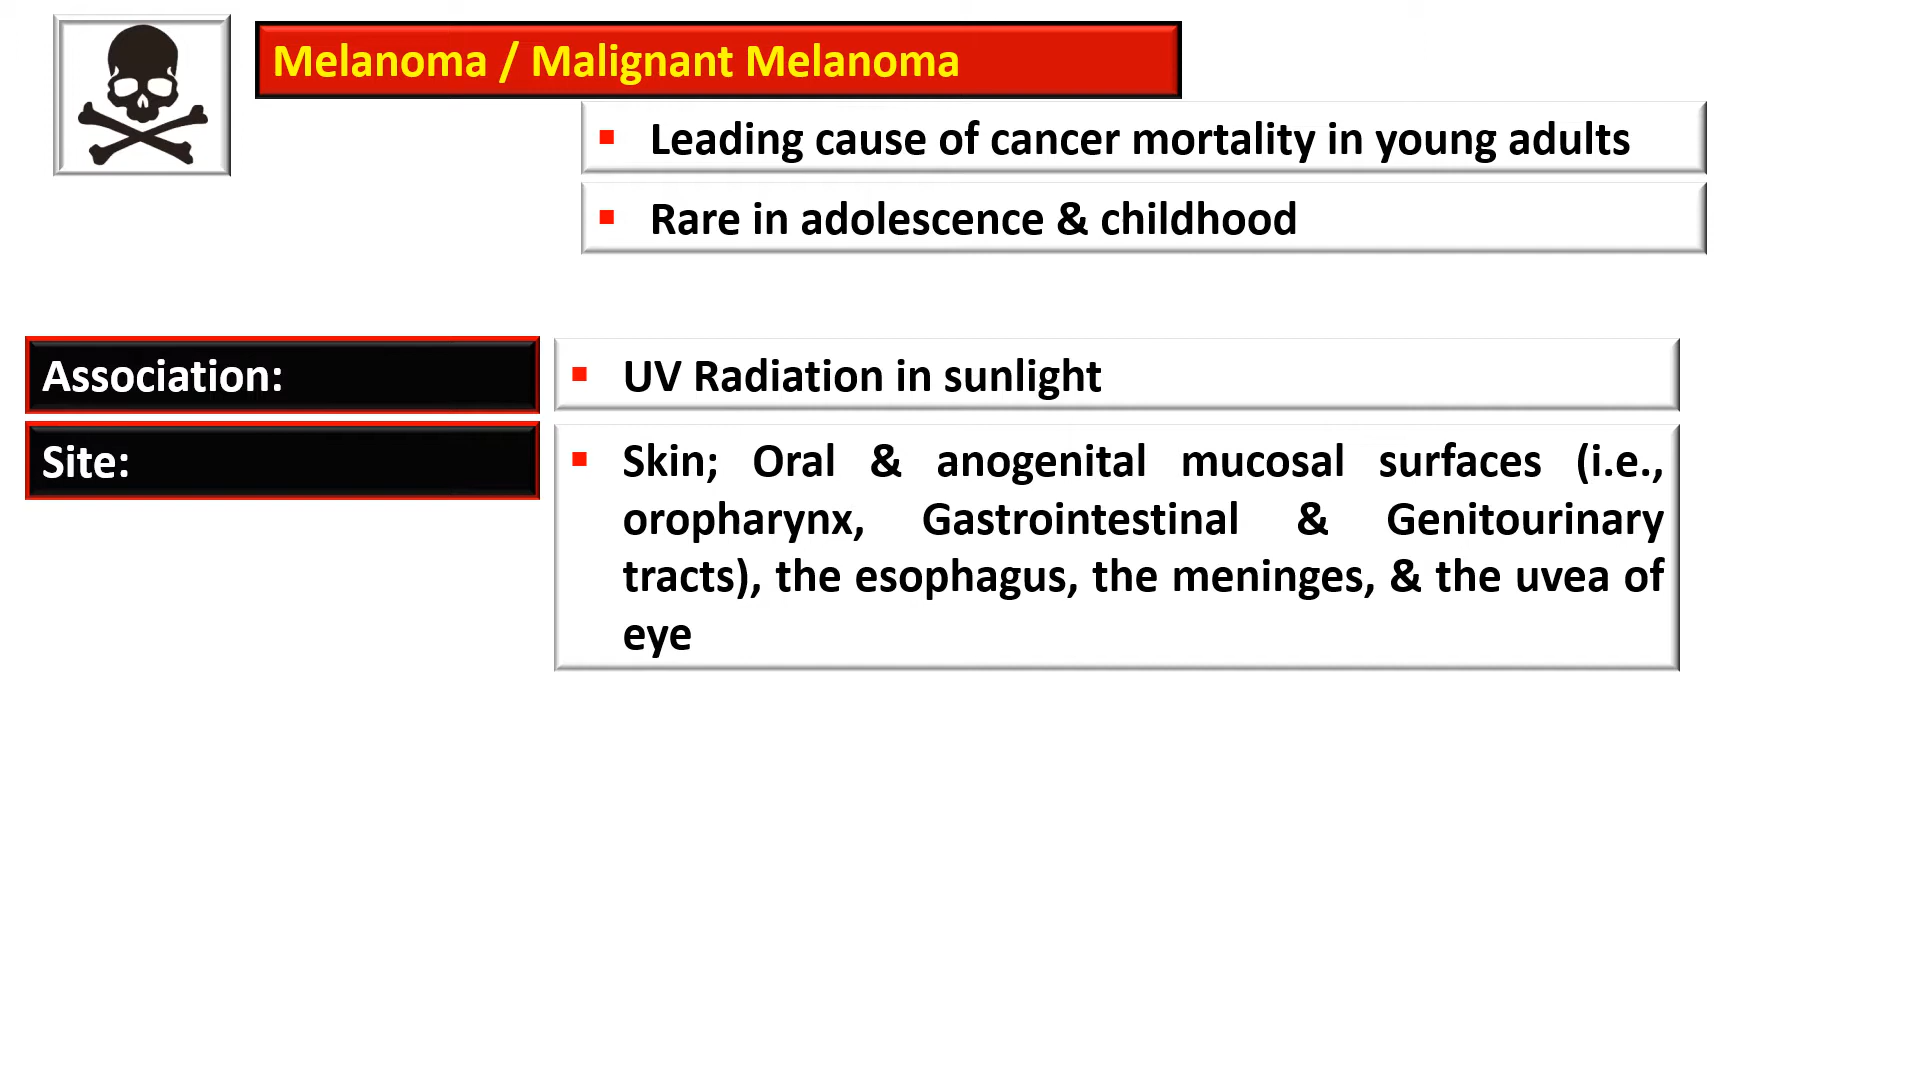 Melanoma / Malignant Melanoma
▪ Leading cause of cancer mortality in young adults
▪ Rare in adolescence & childhood
Association:
▪ UV Radiation in sunlight
Site:
▪ Skin; Oral & anogenital mucosal surfaces (i.e.,
oropharynx, Gastrointestinal & Genitourinary
tracts), the esophagus, the meninges, & the uvea of
eye